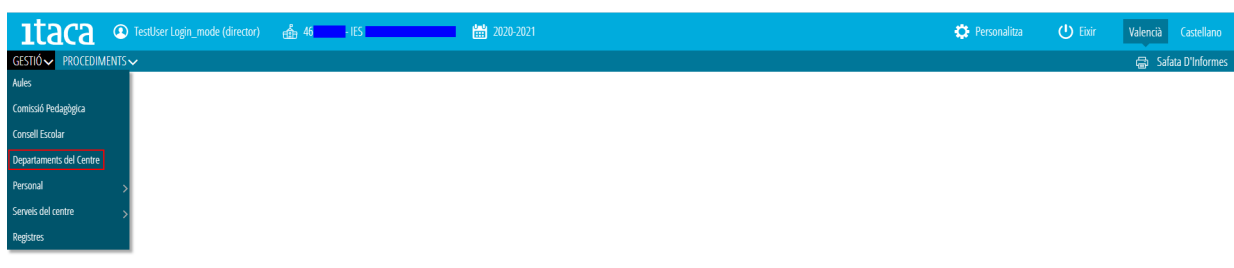 ıtaca TestUser Login_mode (director) 46 - IES 2020-2021 Personalitza Eixir Valencià Castellano
GESTIÓ PROCEDIMENTS Safata D'Informes
Aules
Comissió Pedagògica
Consell Escolar
Departaments del Centre
Personal
Serveis del centre
Registres